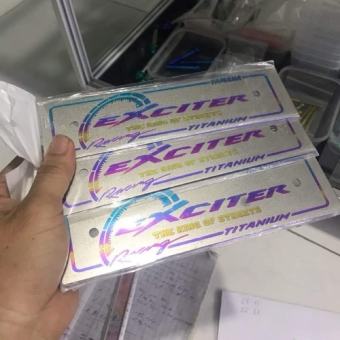 YAMAHA
EXCITER
THE KING OF STREETS
Racing TITANIUM
EXCITER
THE KING OF STREETS
Racing TITANIUM
EXCITER
THE KING OF STREETS
Racing TITANIUM